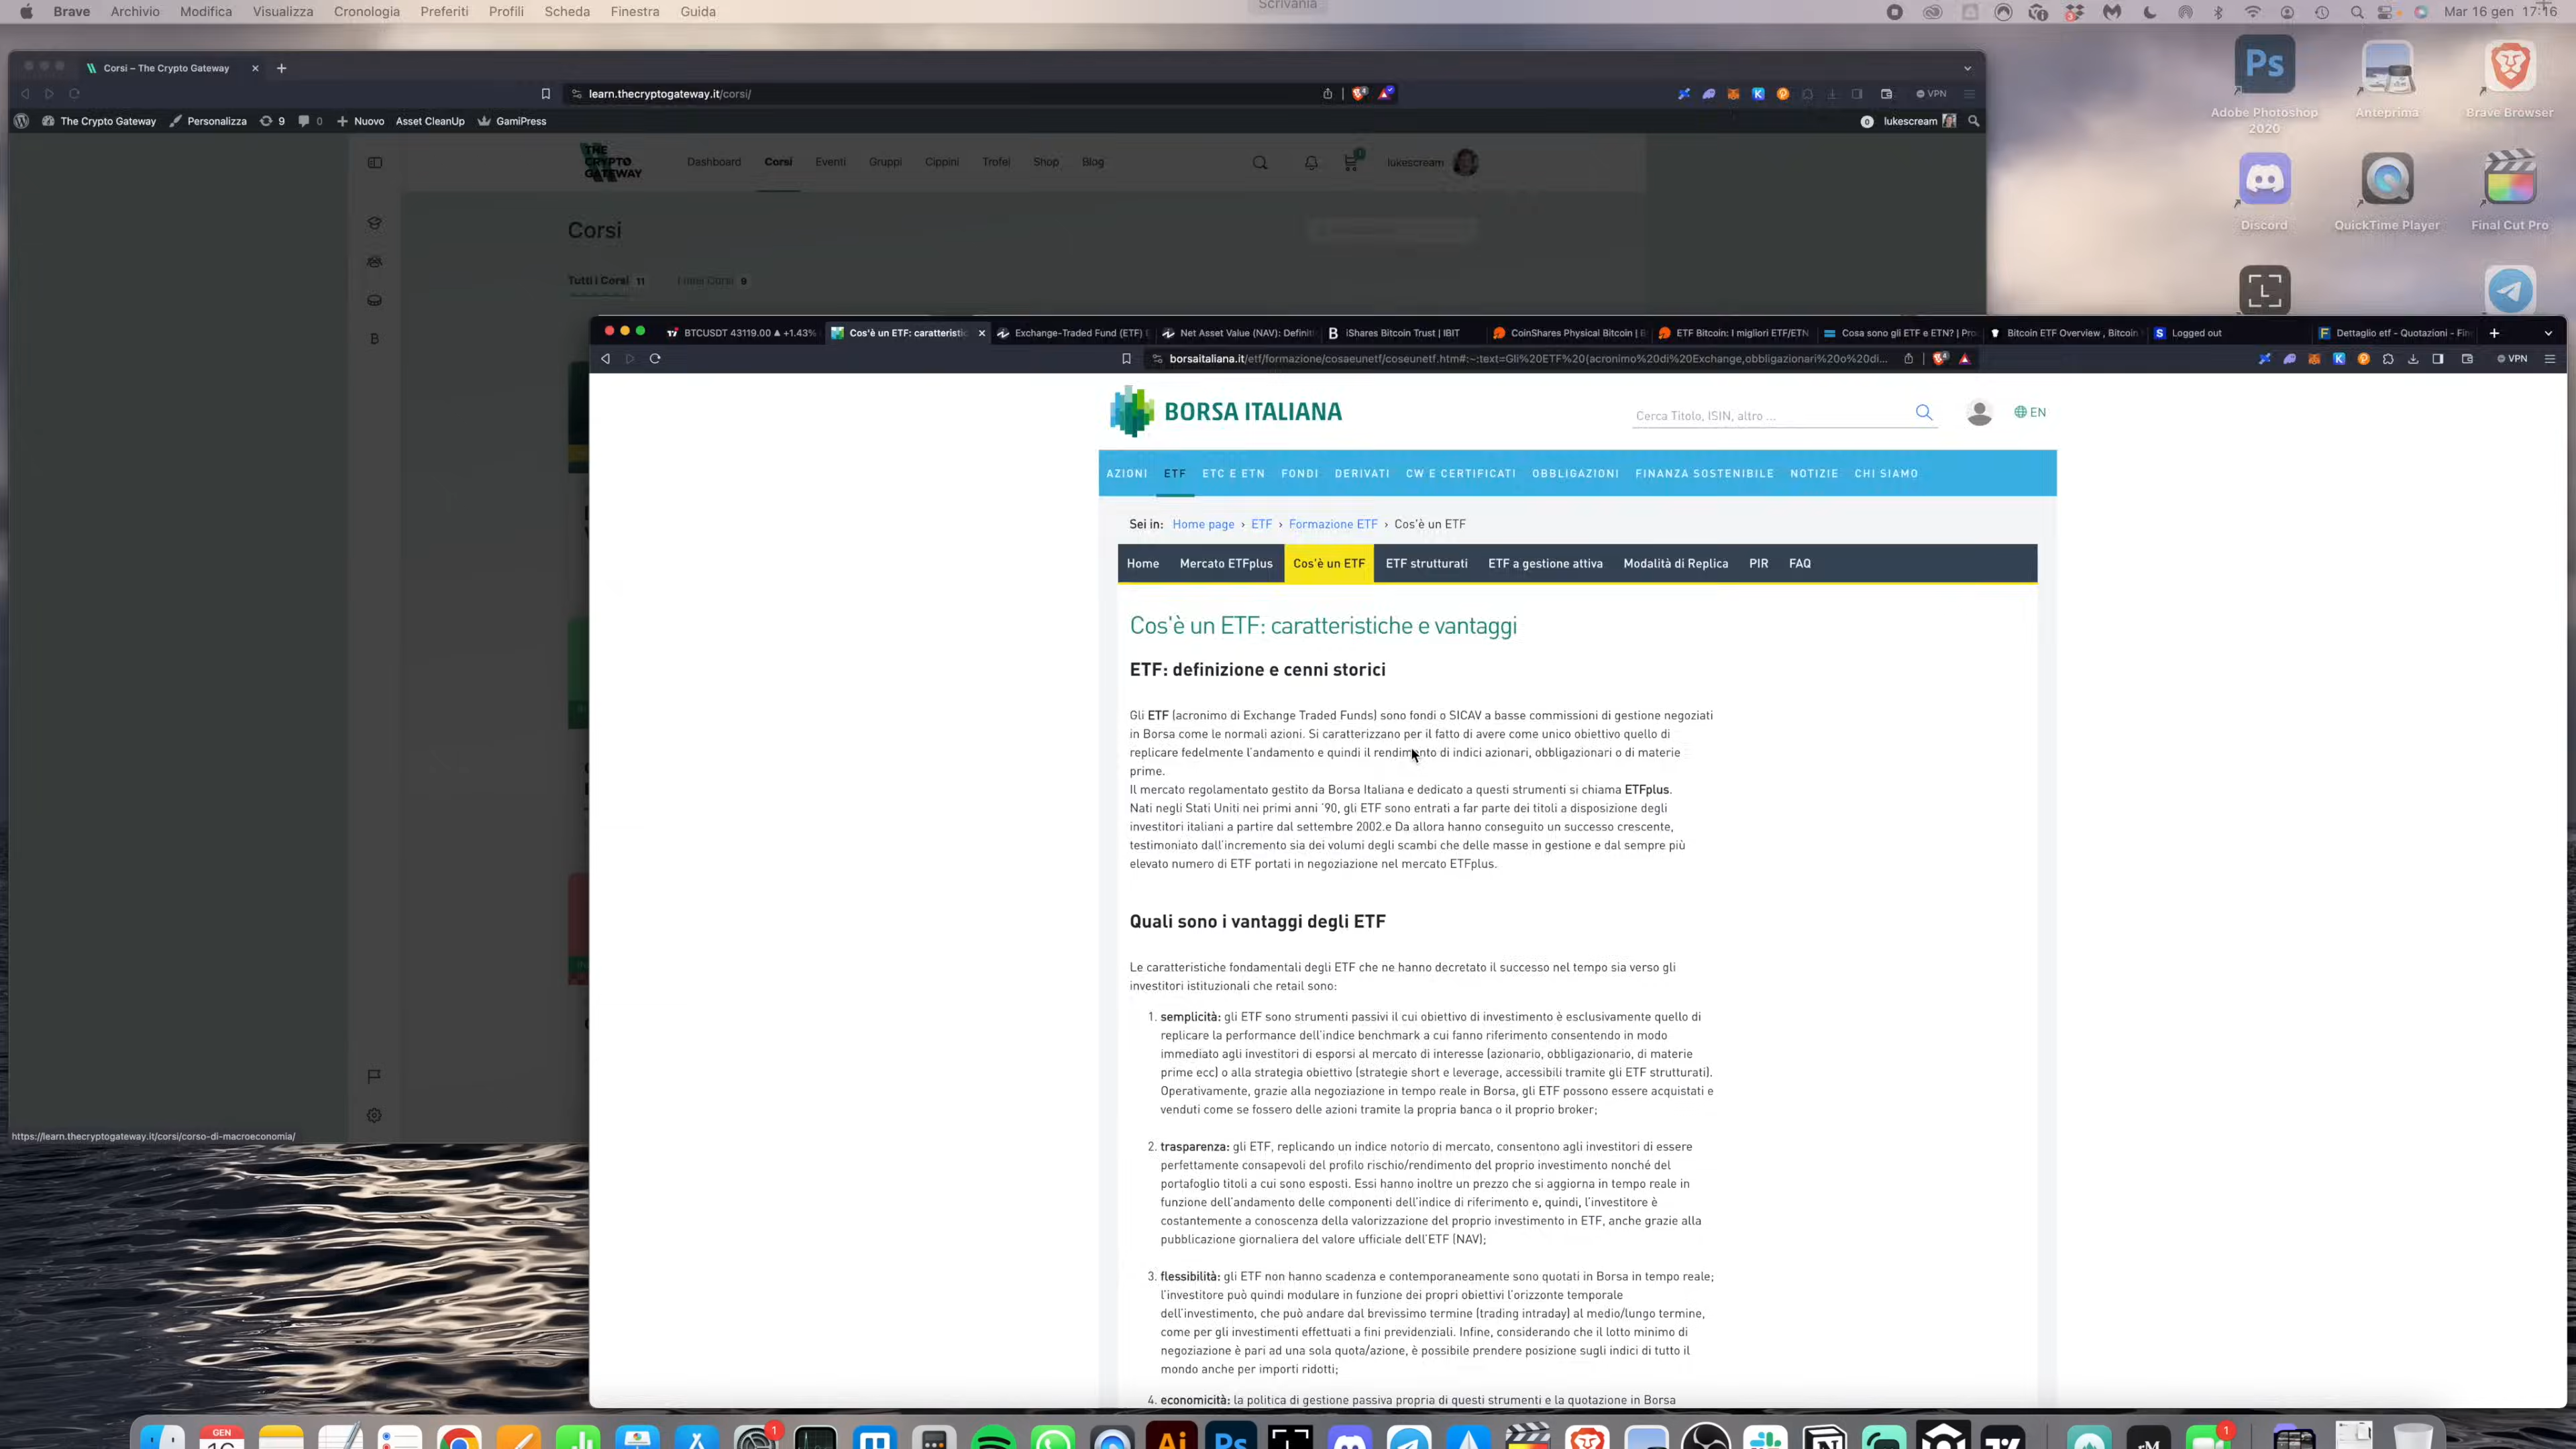 Brave Archivio Modifica Visualizza Cronologia Preferiti Profili Scheda Finestra Guida
Scrivania
Mar 16 gen 17:16
Corsi – The Crypto Gateway
learn.thecryptogateway.it/corsi/
VPN
The Crypto Gateway Personalizza 9 0 Nuovo Asset CleanUp GamiPress
0 lukescream
THE CRYPTO GATEWAY
Dashboard Corsi Eventi Gruppi Cippini Trofei Shop Blog
1 lukescream
Corsi
Tutti i Corsi 11 I miei Corsi 9
Ps
Adobe Photoshop 2020
Anteprima
Brave Browser
Discord
QuickTime Player
Final Cut Pro
L
BTCUSDT 43119.00 ▲ +1.43%
Cos'è un ETF: caratteristic
Exchange-Traded Fund (ETF)
Net Asset Value (NAV): Definit
iShares Bitcoin Trust | IBIT
CoinShares Physical Bitcoin |
ETF Bitcoin: I migliori ETF/ETN
Cosa sono gli ETF e ETN? | Pro
Bitcoin ETF Overview , Bitcoin
Logged out
Dettaglio etf - Quotazioni - Fin
borsaitaliana.it/etf/formazione/cosaeunetf/coseunetf.htm#:~:text=Gli%20ETF%20(acronimo%20di%20Exchange,obbligazionari%20o%20di...
VPN
BORSA ITALIANA
Cerca Titolo, ISIN, altro ...
EN
AZIONI ETF ETC E ETN FONDI DERIVATI CW E CERTIFICATI OBBLIGAZIONI FINANZA SOSTENIBILE NOTIZIE CHI SIAMO
Sei in: Home page › ETF › Formazione ETF › Cos'è un ETF
Home Mercato ETFplus Cos'è un ETF ETF strutturati ETF a gestione attiva Modalità di Replica PIR FAQ
Cos'è un ETF: caratteristiche e vantaggi
ETF: definizione e cenni storici
Gli ETF (acronimo di Exchange Traded Funds) sono fondi o SICAV a basse commissioni di gestione negoziati
in Borsa come le normali azioni. Si caratterizzano per il fatto di avere come unico obiettivo quello di
replicare fedelmente l'andamento e quindi il rendimento di indici azionari, obbligazionari o di materie
prime.
Il mercato regolamentato gestito da Borsa Italiana e dedicato a questi strumenti si chiama ETFplus.
Nati negli Stati Uniti nei primi anni '90, gli ETF sono entrati a far parte dei titoli a disposizione degli
investitori italiani a partire dal settembre 2002.e Da allora hanno conseguito un successo crescente,
testimoniato dall'incremento sia dei volumi degli scambi che delle masse in gestione e dal sempre più
elevato numero di ETF portati in negoziazione nel mercato ETFplus.
Quali sono i vantaggi degli ETF
Le caratteristiche fondamentali degli ETF che ne hanno decretato il successo nel tempo sia verso gli
investitori istituzionali che retail sono:
1. semplicità: gli ETF sono strumenti passivi il cui obiettivo di investimento è esclusivamente quello di
replicare la performance dell'indice benchmark a cui fanno riferimento consentendo in modo
immediato agli investitori di esporsi al mercato di interesse (azionario, obbligazionario, di materie
prime ecc) o alla strategia obiettivo (strategie short e leverage, accessibili tramite gli ETF strutturati).
Operativamente, grazie alla negoziazione in tempo reale in Borsa, gli ETF possono essere acquistati e
venduti come se fossero delle azioni tramite la propria banca o il proprio broker;
2. trasparenza: gli ETF, replicando un indice notorio di mercato, consentono agli investitori di essere
perfettamente consapevoli del profilo rischio/rendimento del proprio investimento nonché del
portafoglio titoli a cui sono esposti. Essi hanno inoltre un prezzo che si aggiorna in tempo reale in
funzione dell'andamento delle componenti dell'indice di riferimento e, quindi, l'investitore è
costantemente a conoscenza della valorizzazione del proprio investimento in ETF, anche grazie alla
pubblicazione giornaliera del valore ufficiale dell'ETF (NAV);
3. flessibilità: gli ETF non hanno scadenza e contemporaneamente sono quotati in Borsa in tempo reale;
l'investitore può quindi modulare in funzione dei propri obiettivi l'orizzonte temporale
dell'investimento, che può andare dal brevissimo termine (trading intraday) al medio/lungo termine,
come per gli investimenti effettuati a fini previdenziali. Infine, considerando che il lotto minimo di
negoziazione è pari ad una sola quota/azione, è possibile prendere posizione sugli indici di tutto il
mondo anche per importi ridotti;
4. economicità: la politica di gestione passiva propria di questi strumenti e la quotazione in Borsa
https://learn.thecryptogateway.it/corsi/corso-di-macroeconomia/
GEN
1
Ai
Ps
1